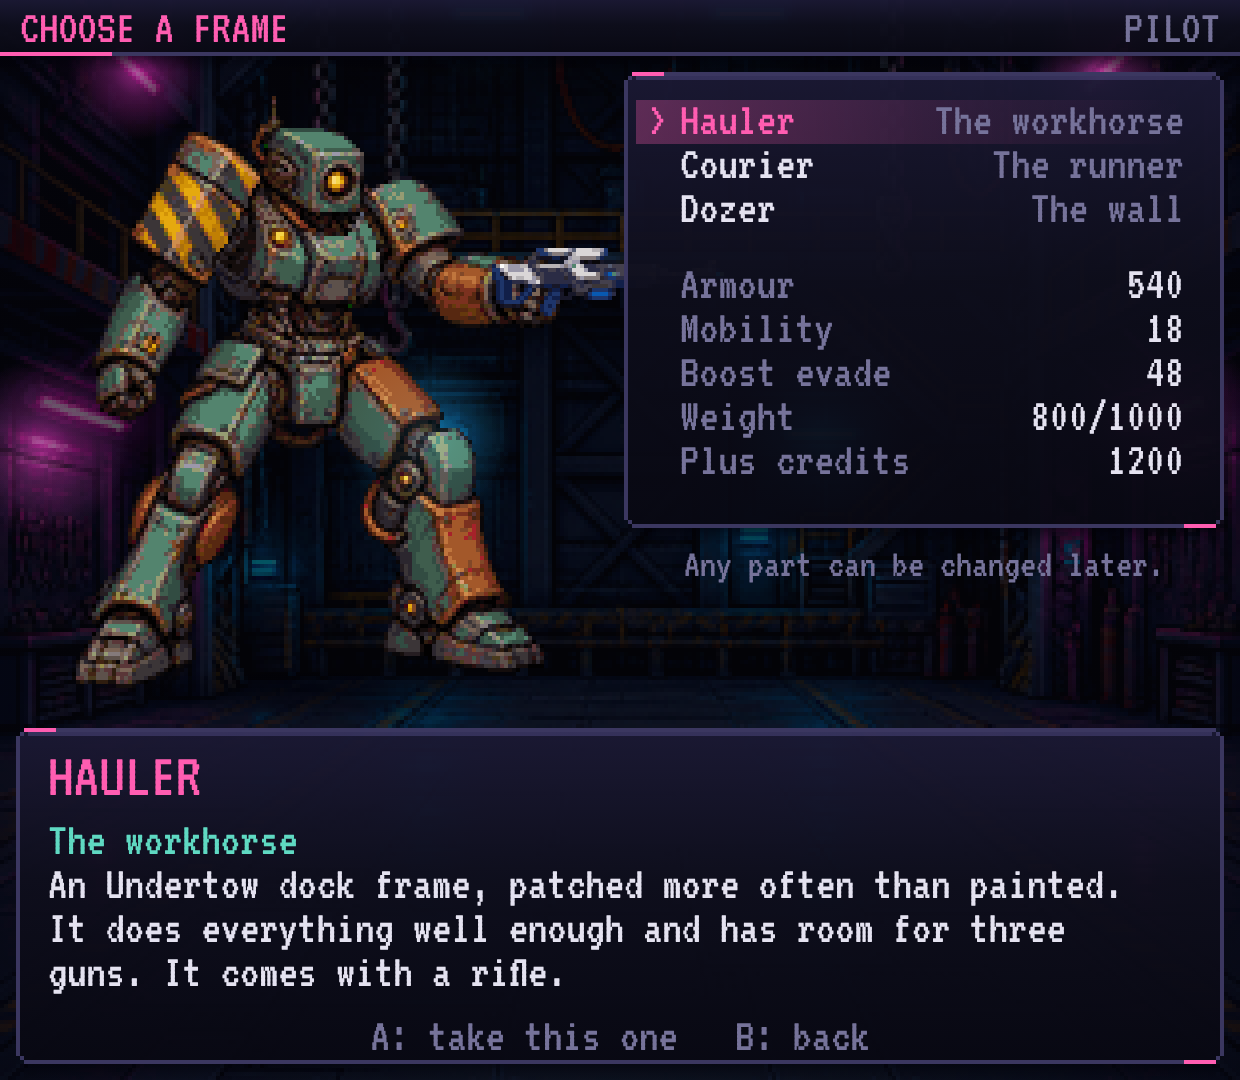 CHOOSE A FRAME PILOT
> Hauler The workhorse
Courier The runner
Dozer The wall
Armour 540
Mobility 18
Boost evade 48
Weight 800/1000
Plus credits 1200
Any part can be changed later.
HAULER
The workhorse
An Undertow dock frame, patched more often than painted.
It does everything well enough and has room for three
guns. It comes with a rifle.
A: take this one B: back